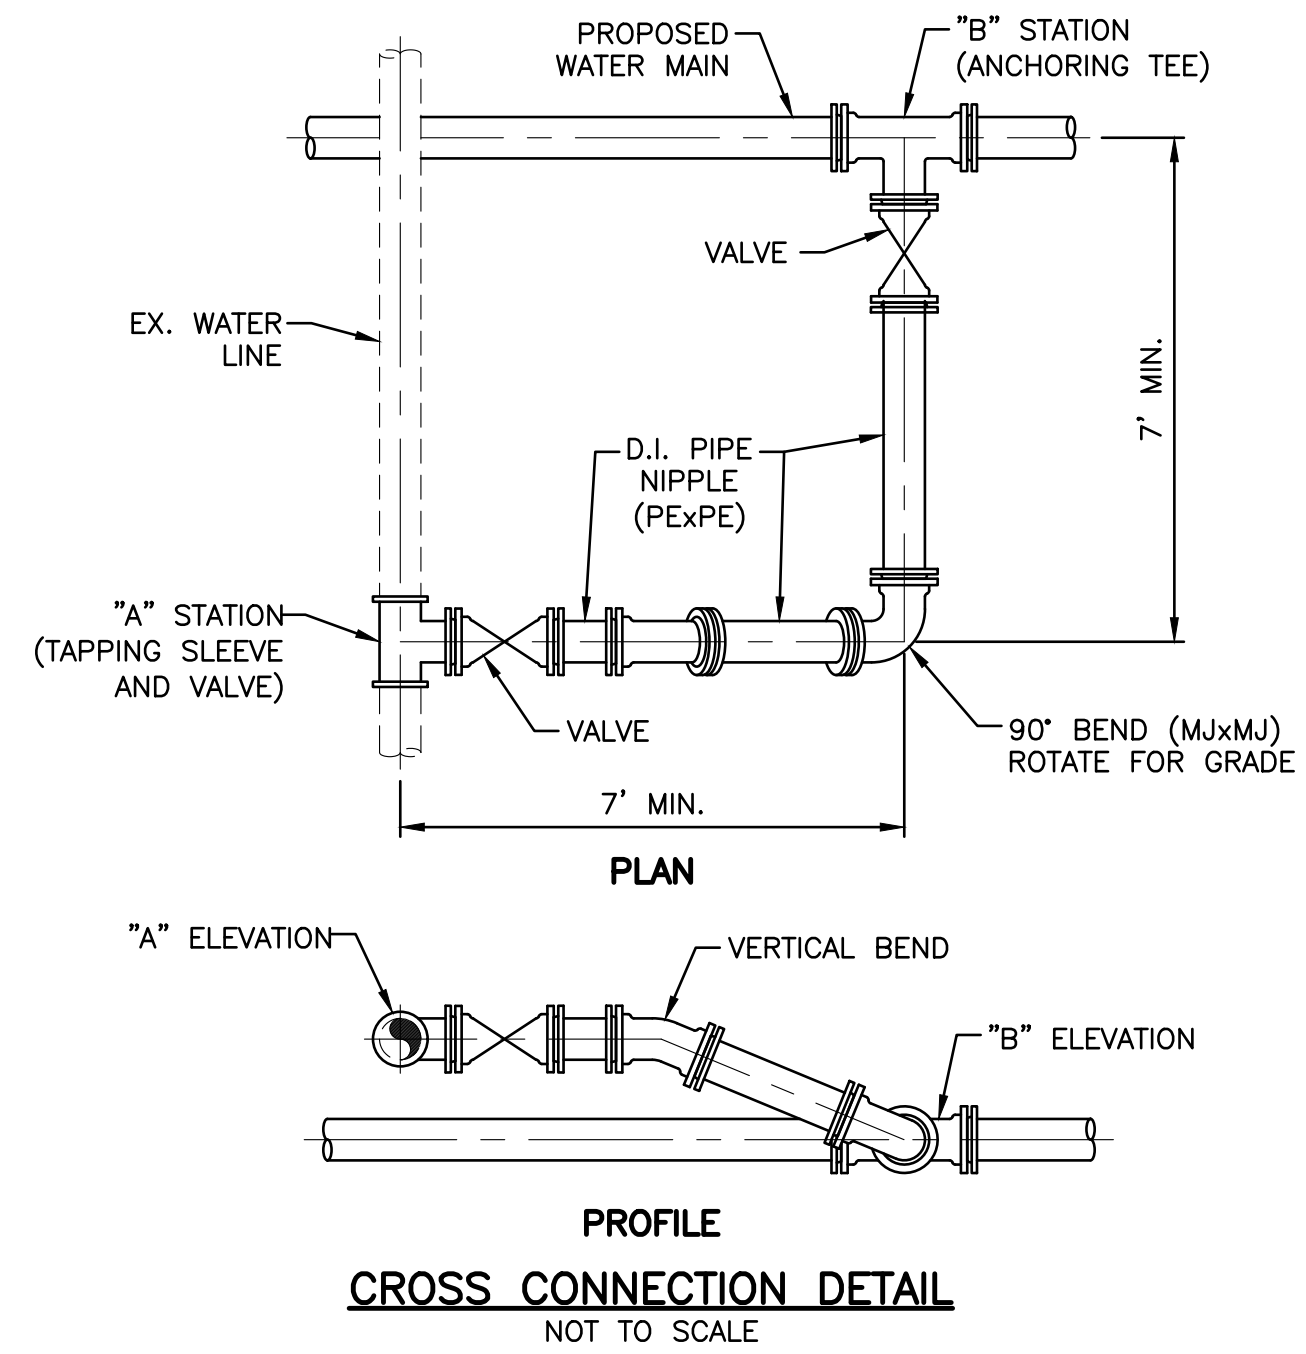 PROPOSED
WATER MAIN
"B" STATION
(ANCHORING TEE)
VALVE
EX. WATER
LINE
7' MIN.
D.I. PIPE
NIPPLE
(PExPE)
"A" STATION
(TAPPING SLEEVE
AND VALVE)
VALVE
90° BEND (MJxMJ)
ROTATE FOR GRADE
7' MIN.
PLAN
"A" ELEVATION
VERTICAL BEND
"B" ELEVATION
PROFILE
CROSS CONNECTION DETAIL
NOT TO SCALE